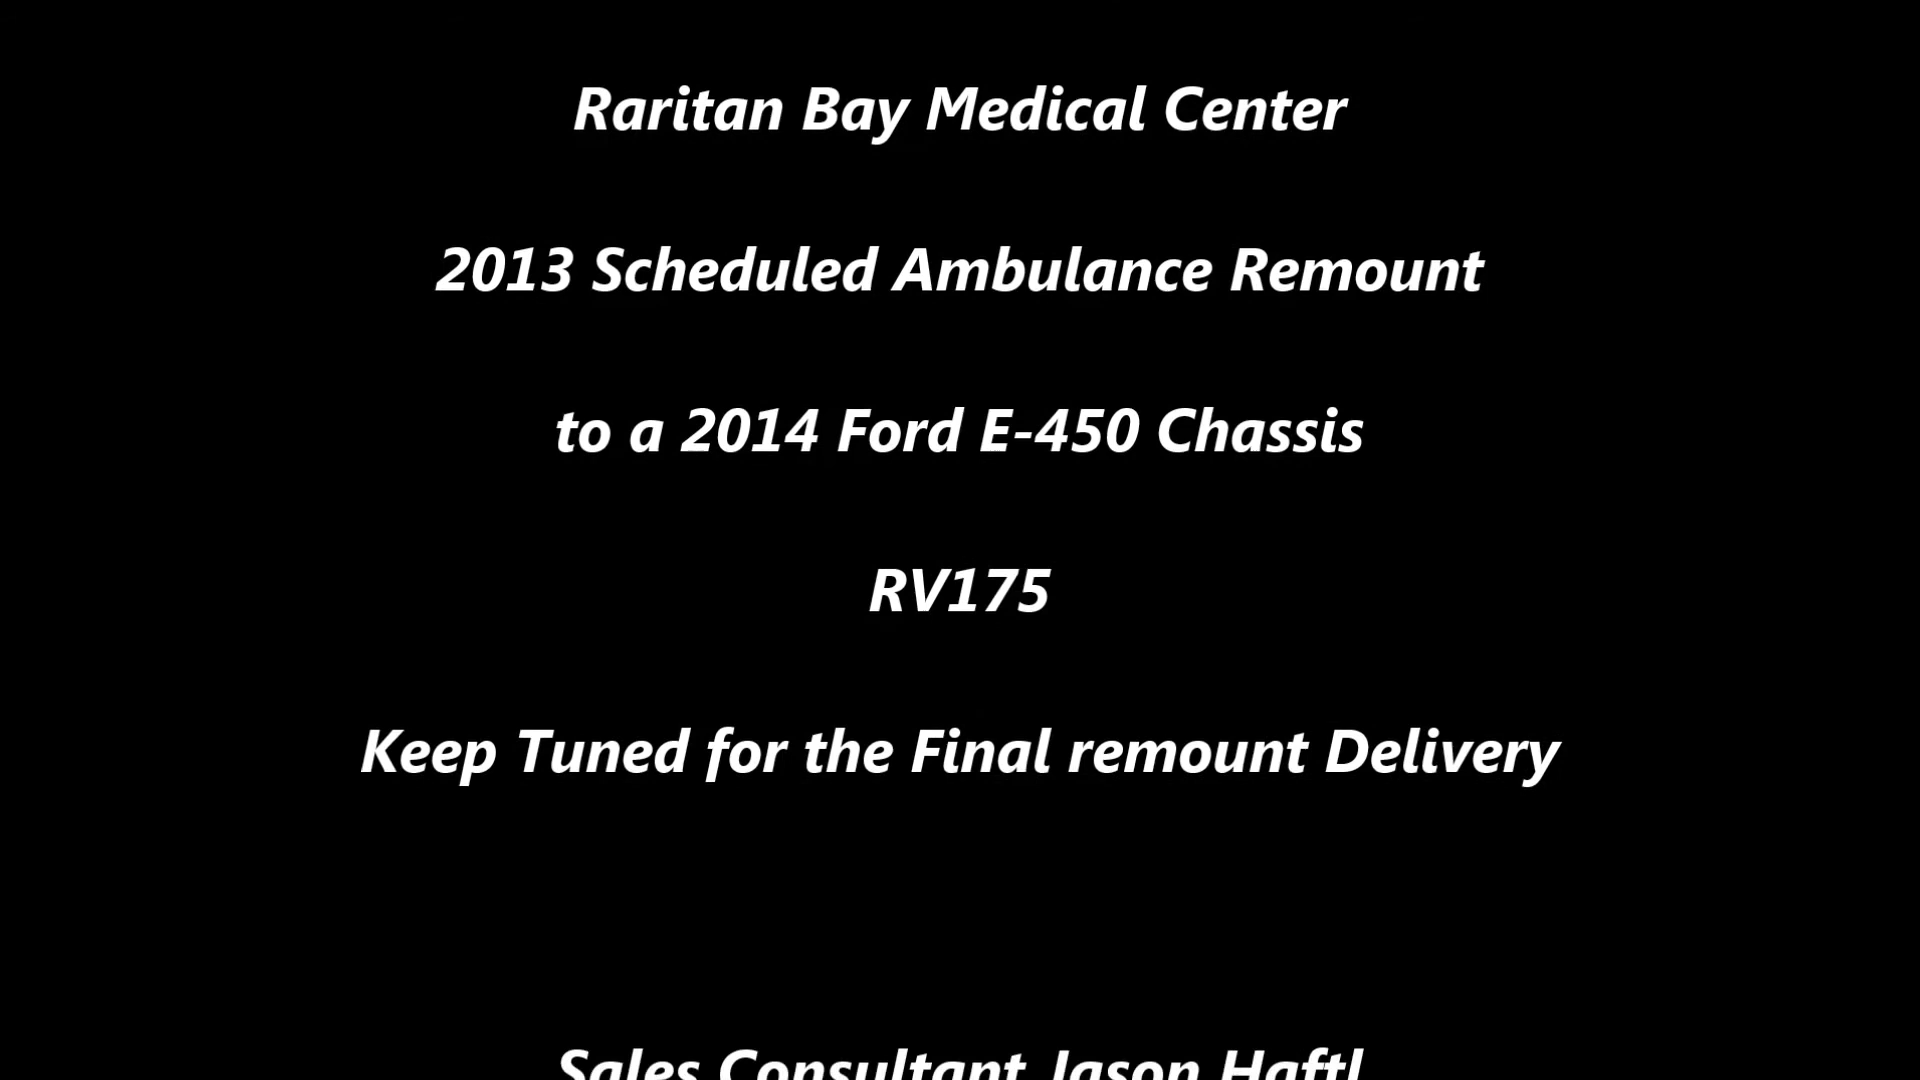 Raritan Bay Medical Center
2013 Scheduled Ambulance Remount
to a 2014 Ford E-450 Chassis
RV175
Keep Tuned for the Final remount Delivery
Sales Consultant Jason Haftl